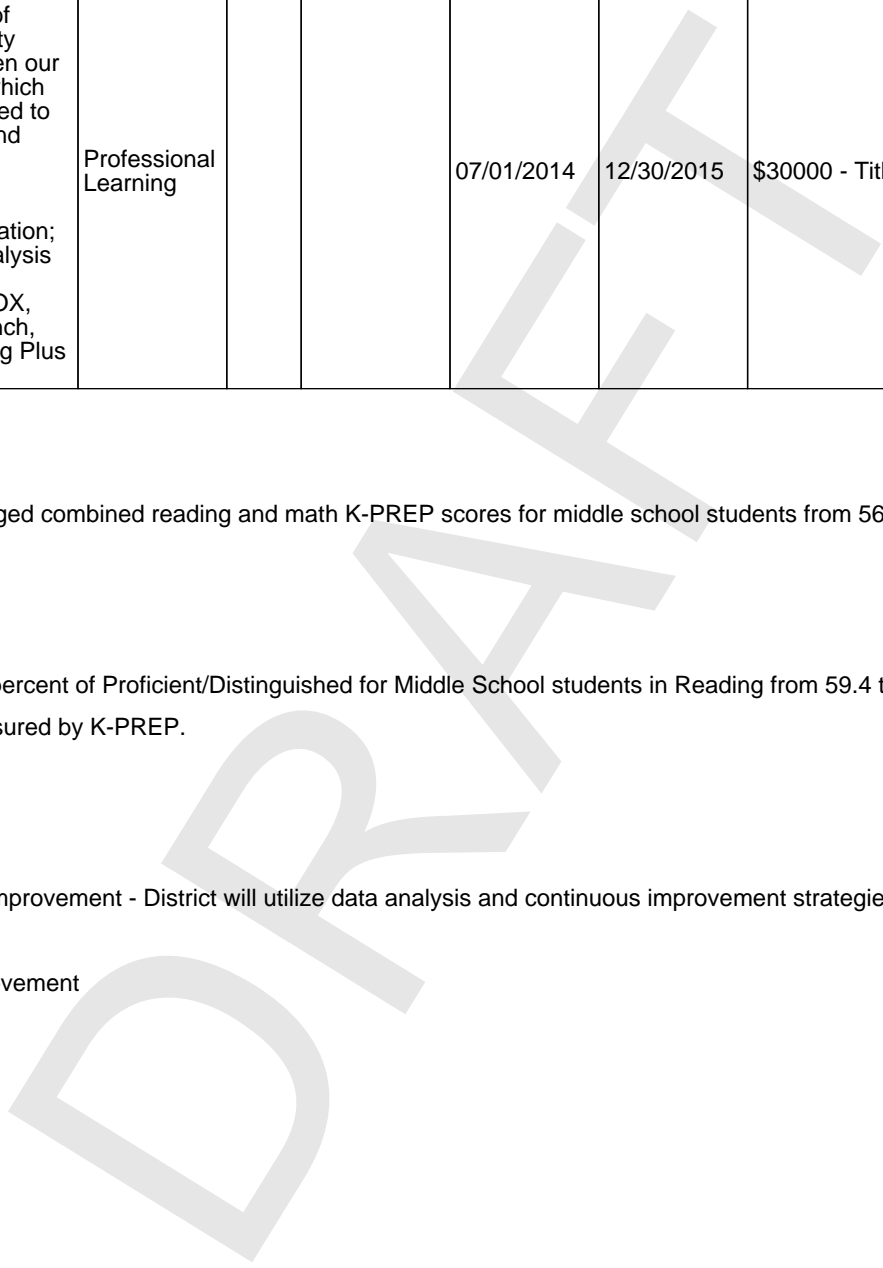 of
ty
en our
hich
ed to
nd
ation;
alysis
OX,
nch,
g Plus
Professional
Learning
07/01/2014
12/30/2015
$30000 - Titl
ged combined reading and math K-PREP scores for middle school students from 56
percent of Proficient/Distinguished for Middle School students in Reading from 59.4 t
sured by K-PREP.
mprovement - District will utilize data analysis and continuous improvement strategie
vement
DRAFT